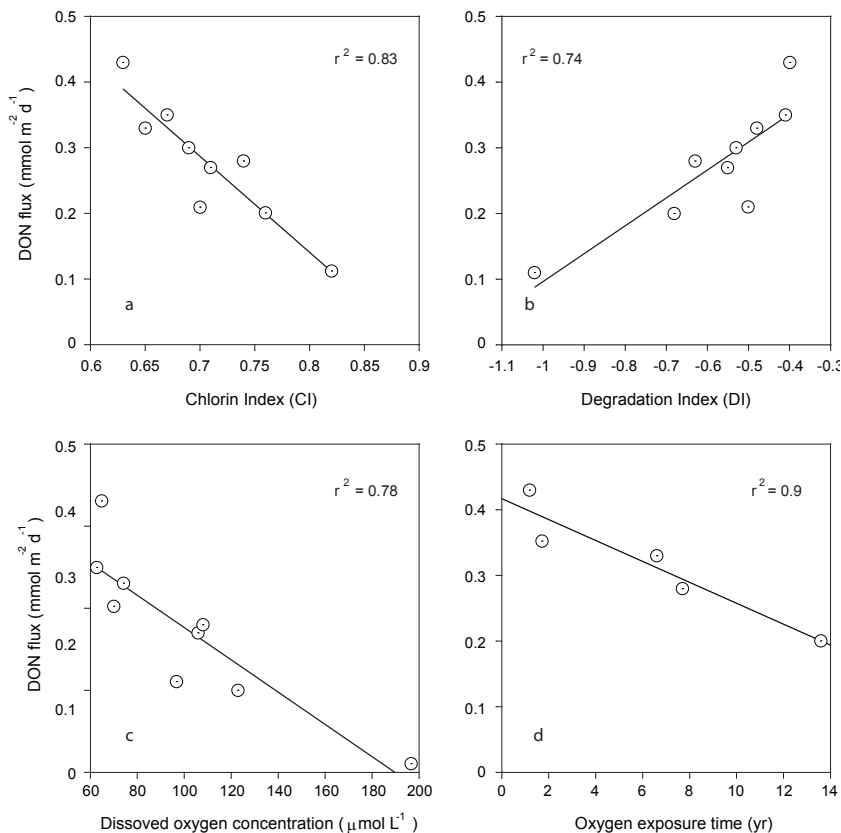 DON flux (mmol m-2 d-1)
0.5
0.4
0.3
0.2
0.1
0
r2 = 0.83
a
0.6 0.65 0.7 0.75 0.8 0.85 0.9
Chlorin Index (CI)
0.5
0.4
0.3
0.2
0.1
0
r2 = 0.74
b
-1.1 -1 -0.9 -0.8 -0.7 -0.6 -0.5 -0.4 -0.3
Degradation Index (DI)
DON flux (mmol m-2 d-1)
0.5
0.4
0.3
0.2
0.1
0
r2 = 0.78
c
60 80 100 120 140 160 180 200
Dissoved oxygen concentration (μmol L-1)
0.5
0.4
0.3
0.2
0.1
0
r2 = 0.9
d
0 2 4 6 8 10 12 14
Oxygen exposure time (yr)